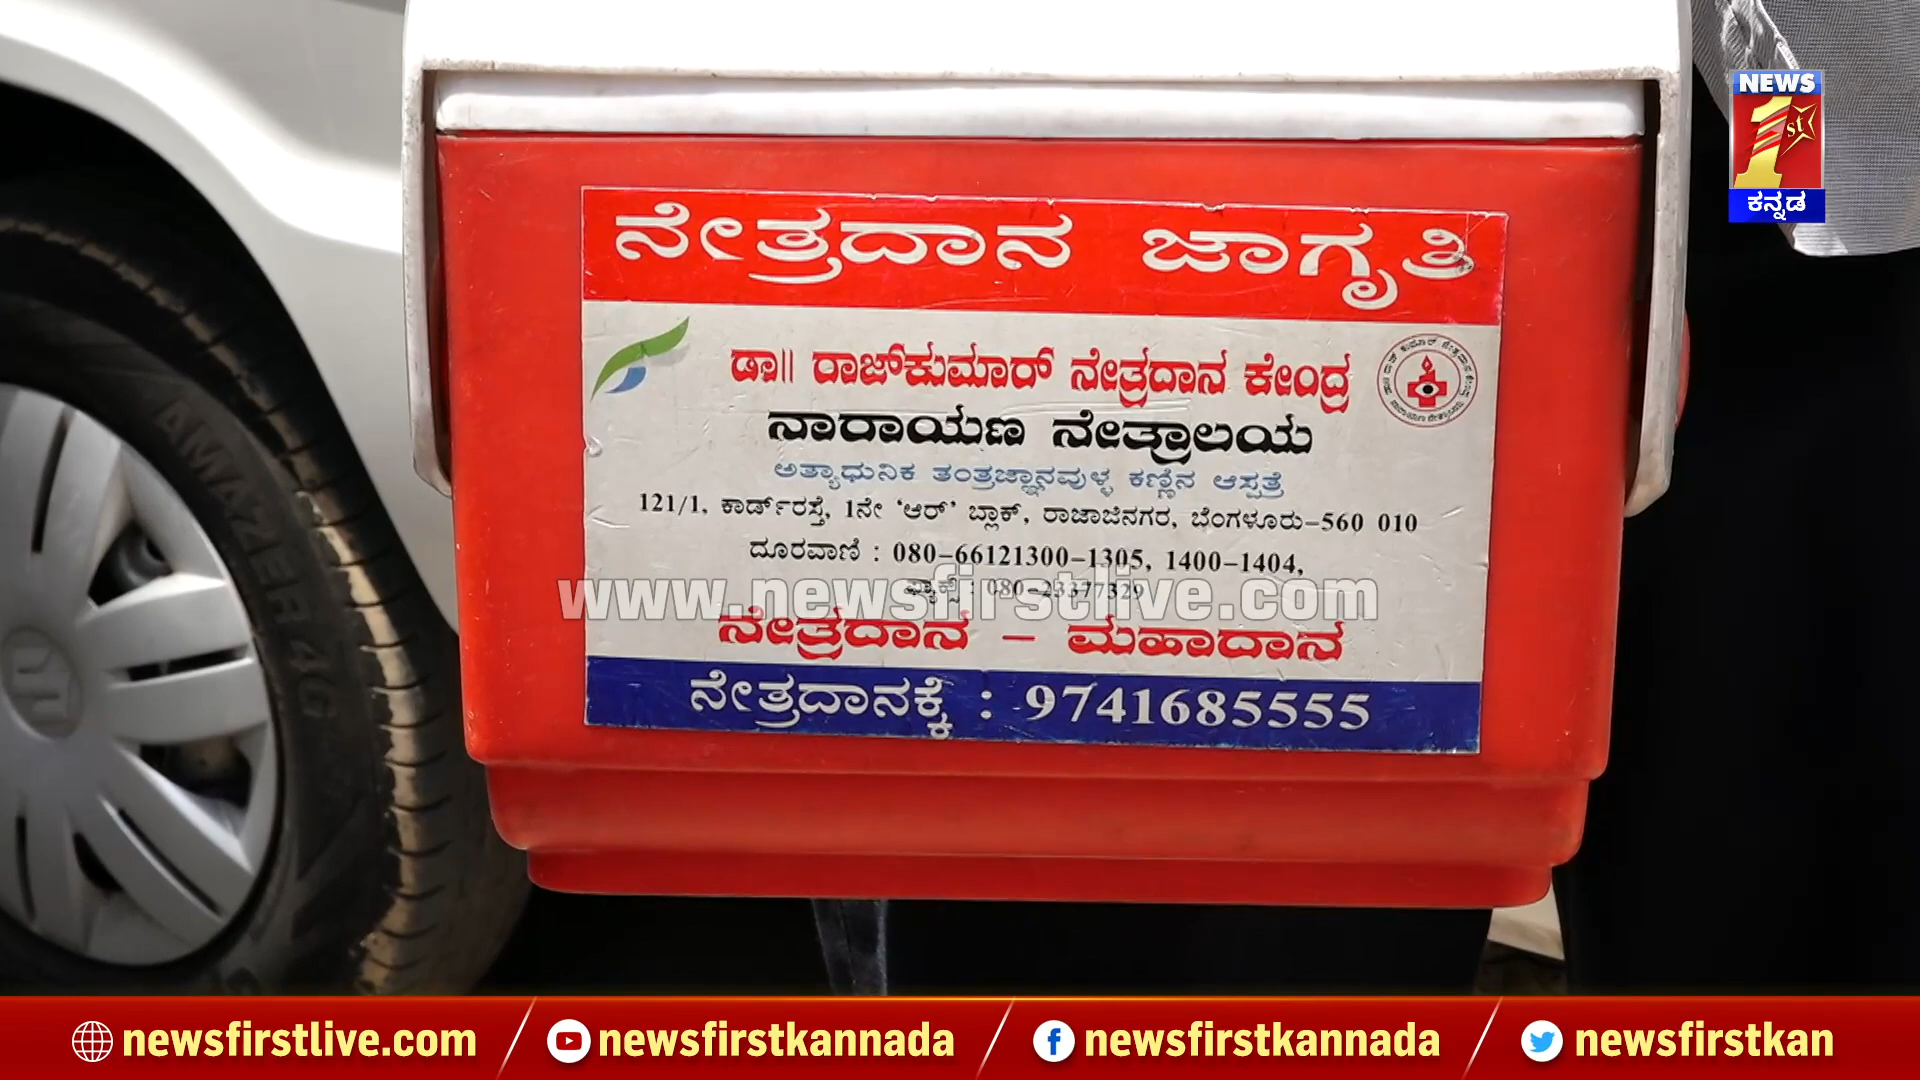 NEWS
1st
ಕನ್ನಡ
ನೇತ್ರದಾನ ಜಾಗೃತಿ
ಡಾ॥ ರಾಜ್‌ಕುಮಾರ್ ನೇತ್ರದಾನ ಕೇಂದ್ರ
ನಾರಾಯಣ ನೇತ್ರಾಲಯ
ಅತ್ಯಾಧುನಿಕ ತಂತ್ರಜ್ಞಾನವುಳ್ಳ ಕಣ್ಣಿನ ಆಸ್ಪತ್ರೆ
121/1, ಕಾರ್ಡ್‌ರಸ್ತೆ, 1ನೇ ‘ಆರ್’ ಬ್ಲಾಕ್, ರಾಜಾಜಿನಗರ, ಬೆಂಗಳೂರು-560 010
ದೂರವಾಣಿ : 080-66121300-1305, 1400-1404,
ಫ್ಯಾಕ್ಸ್ : 080-23377329
www.newsfirstlive.com
ನೇತ್ರದಾನ - ಮಹಾದಾನ
ನೇತ್ರದಾನಕ್ಕೆ : 9741685555
AMAZER 4G
newsfirstlive.com newsfirstkannada newsfirstkannada newsfirstkan